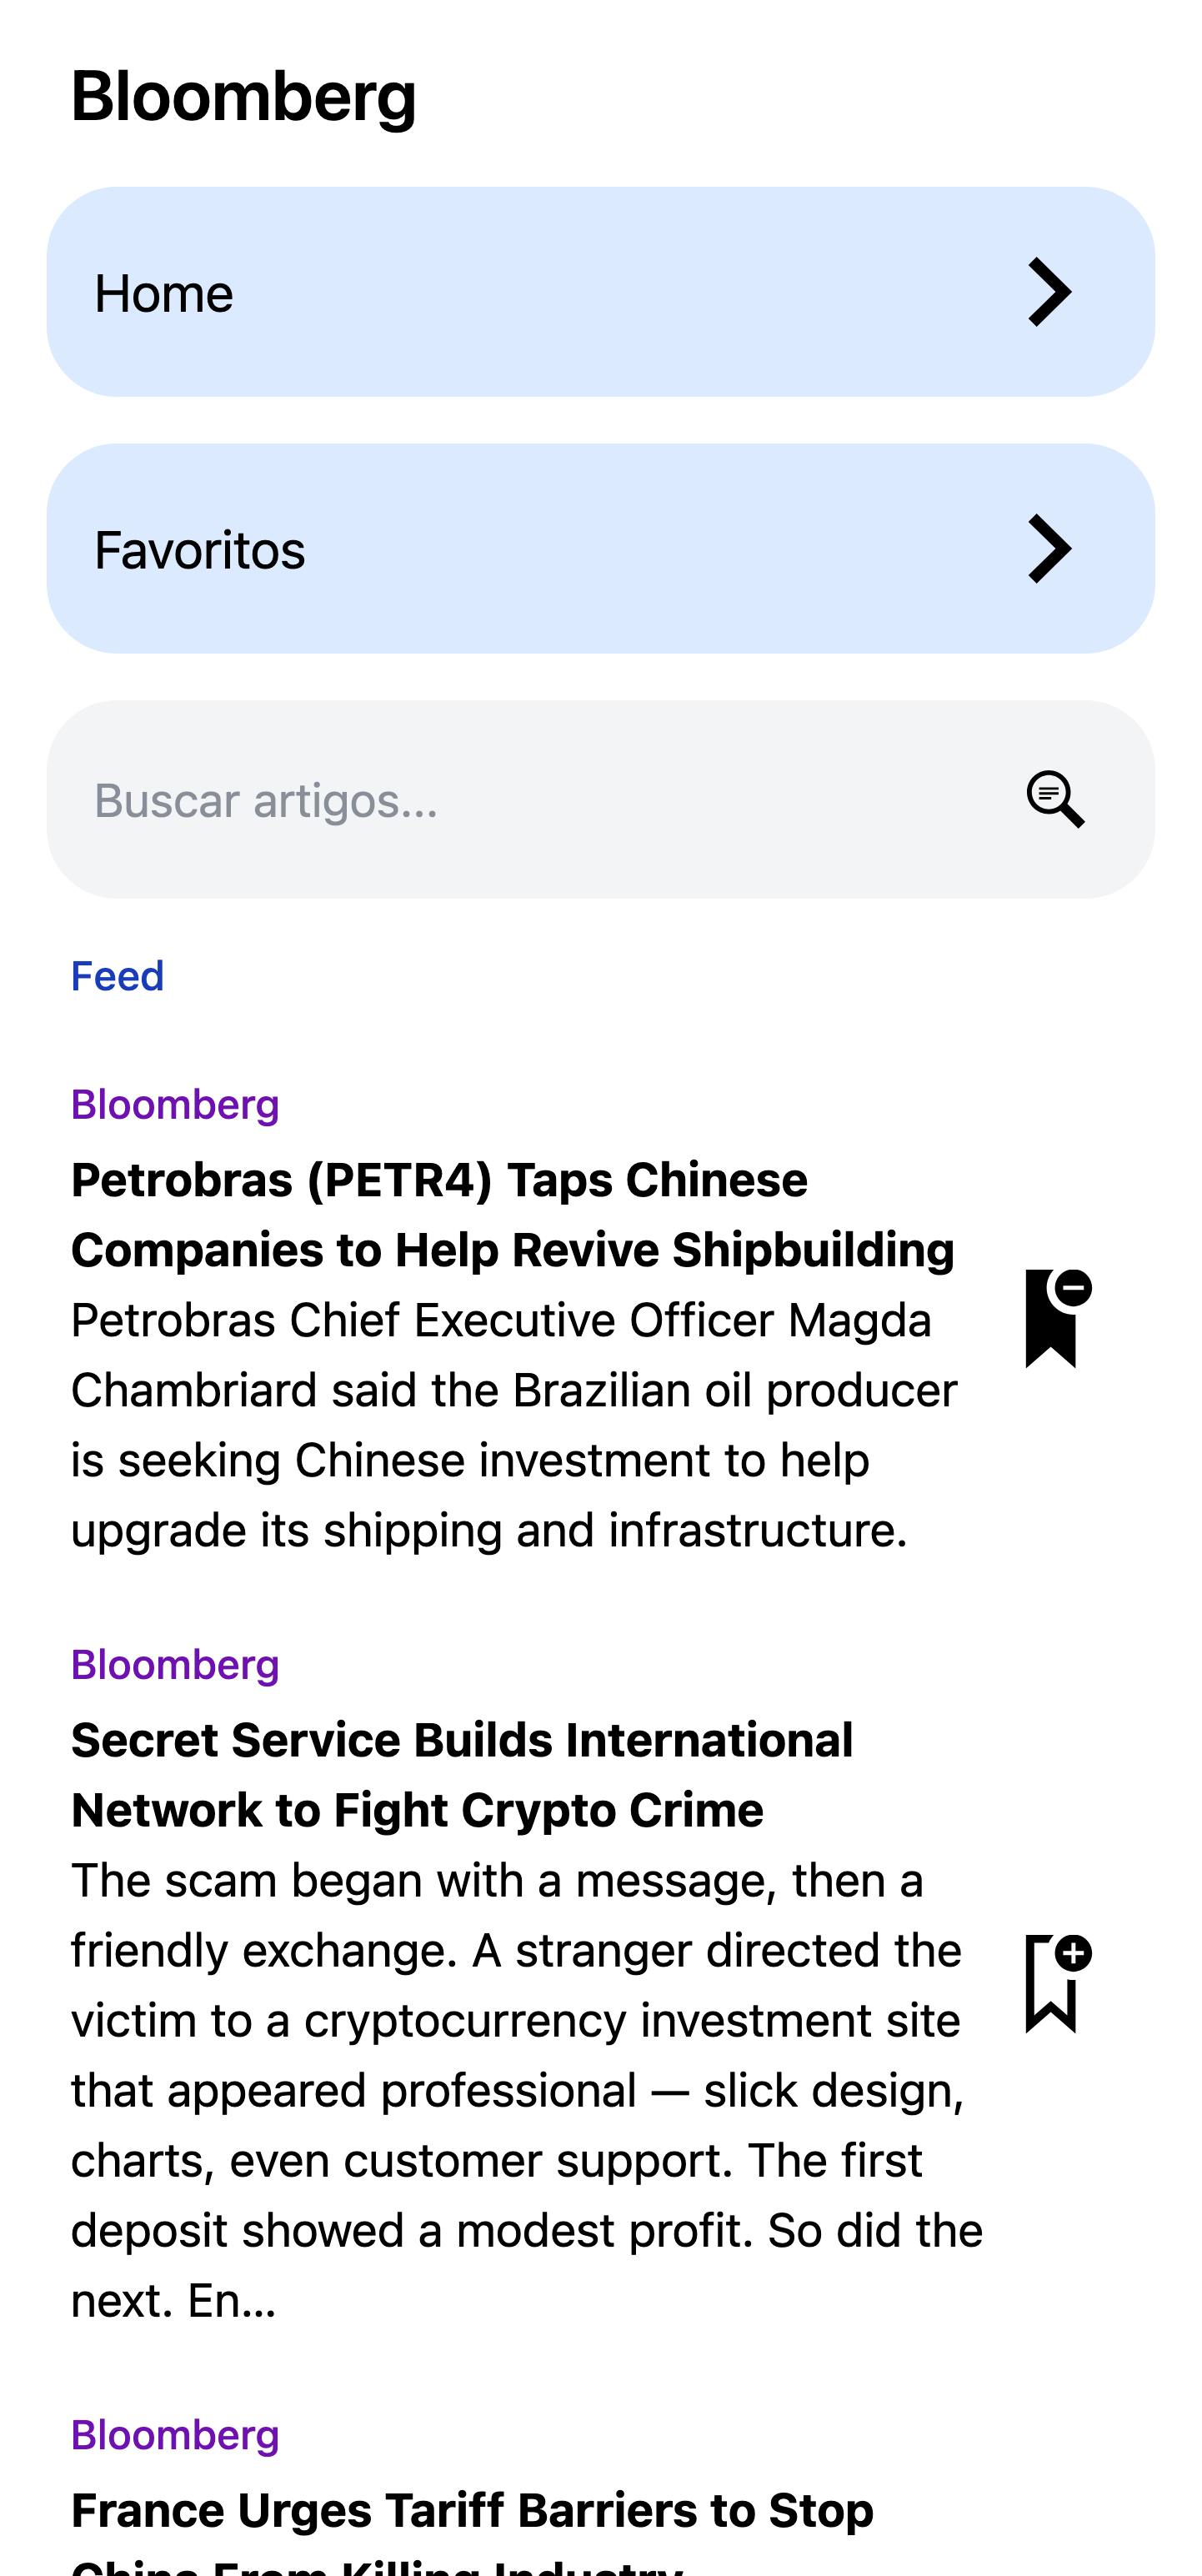 Bloomberg
Home
Favoritos
Buscar artigos...
Feed
Bloomberg
Petrobras (PETR4) Taps Chinese
Companies to Help Revive Shipbuilding
Petrobras Chief Executive Officer Magda
Chambriard said the Brazilian oil producer
is seeking Chinese investment to help
upgrade its shipping and infrastructure.
Bloomberg
Secret Service Builds International
Network to Fight Crypto Crime
The scam began with a message, then a
friendly exchange. A stranger directed the
victim to a cryptocurrency investment site
that appeared professional — slick design,
charts, even customer support. The first
deposit showed a modest profit. So did the
next. En...
Bloomberg
France Urges Tariff Barriers to Stop
China From Killing Industry